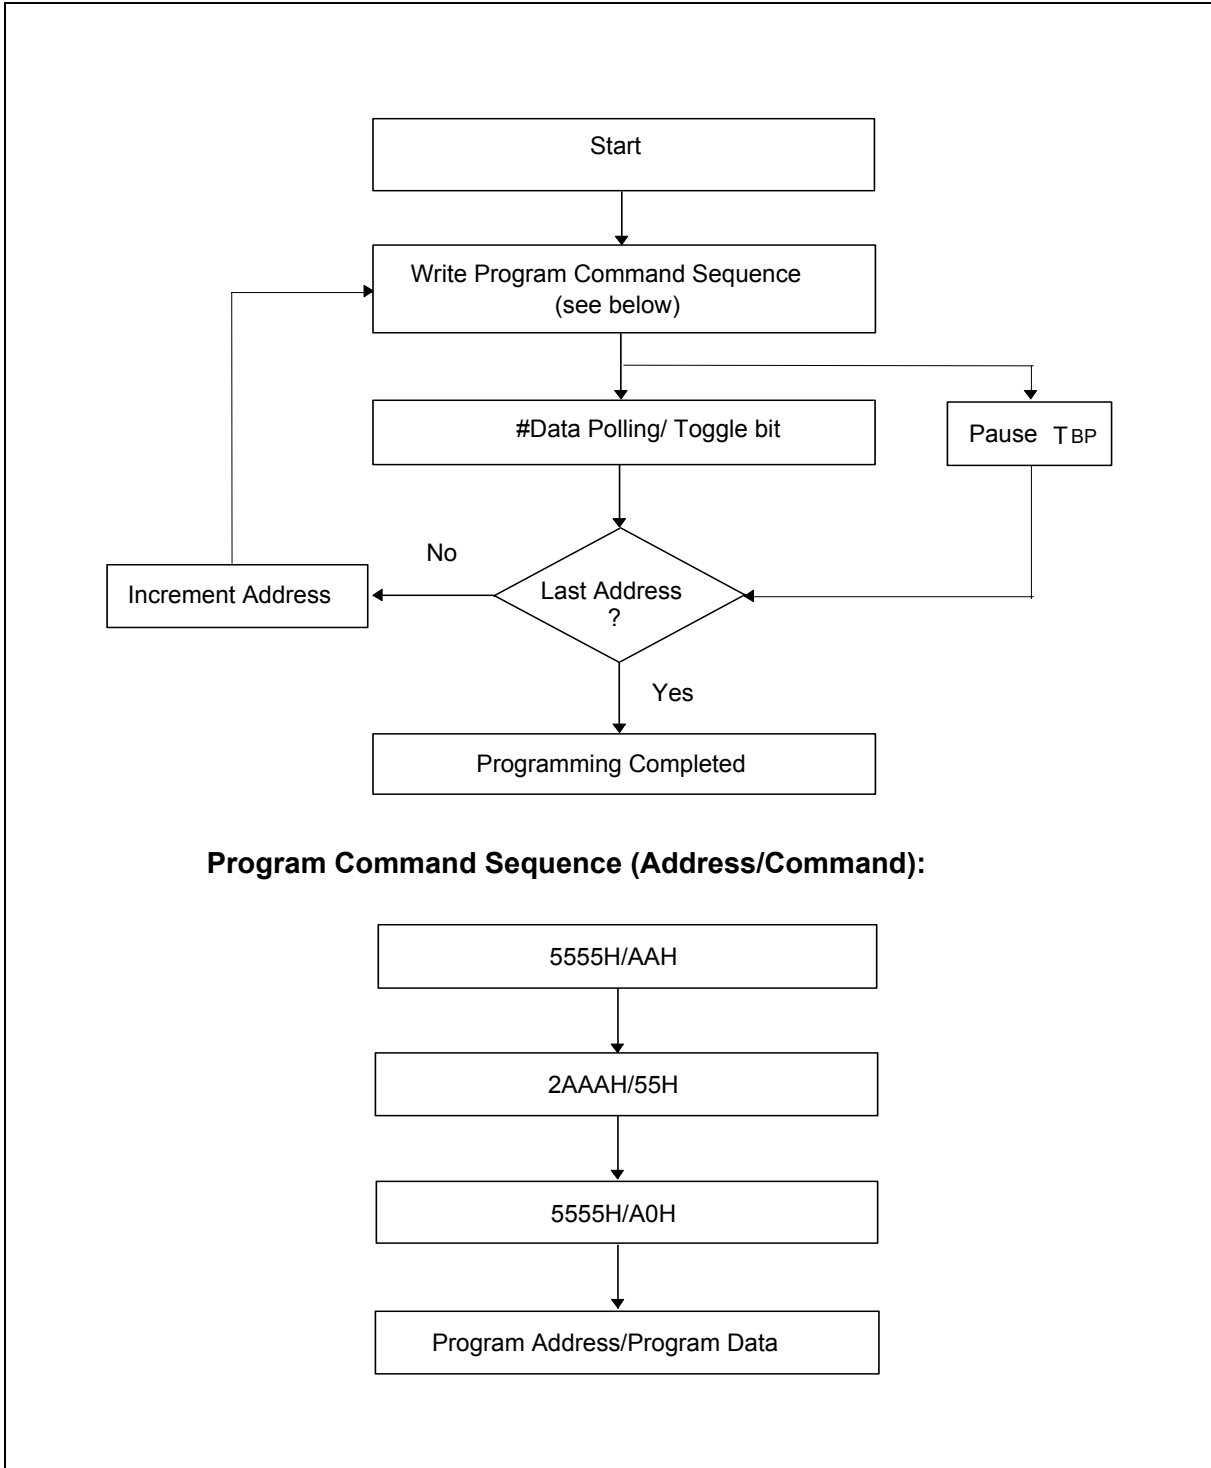 Start
Write Program Command Sequence
(see below)
#Data Polling/ Toggle bit
Pause TBP
No
Increment Address
Last Address
?
Yes
Programming Completed
Program Command Sequence (Address/Command):
5555H/AAH
2AAAH/55H
5555H/A0H
Program Address/Program Data